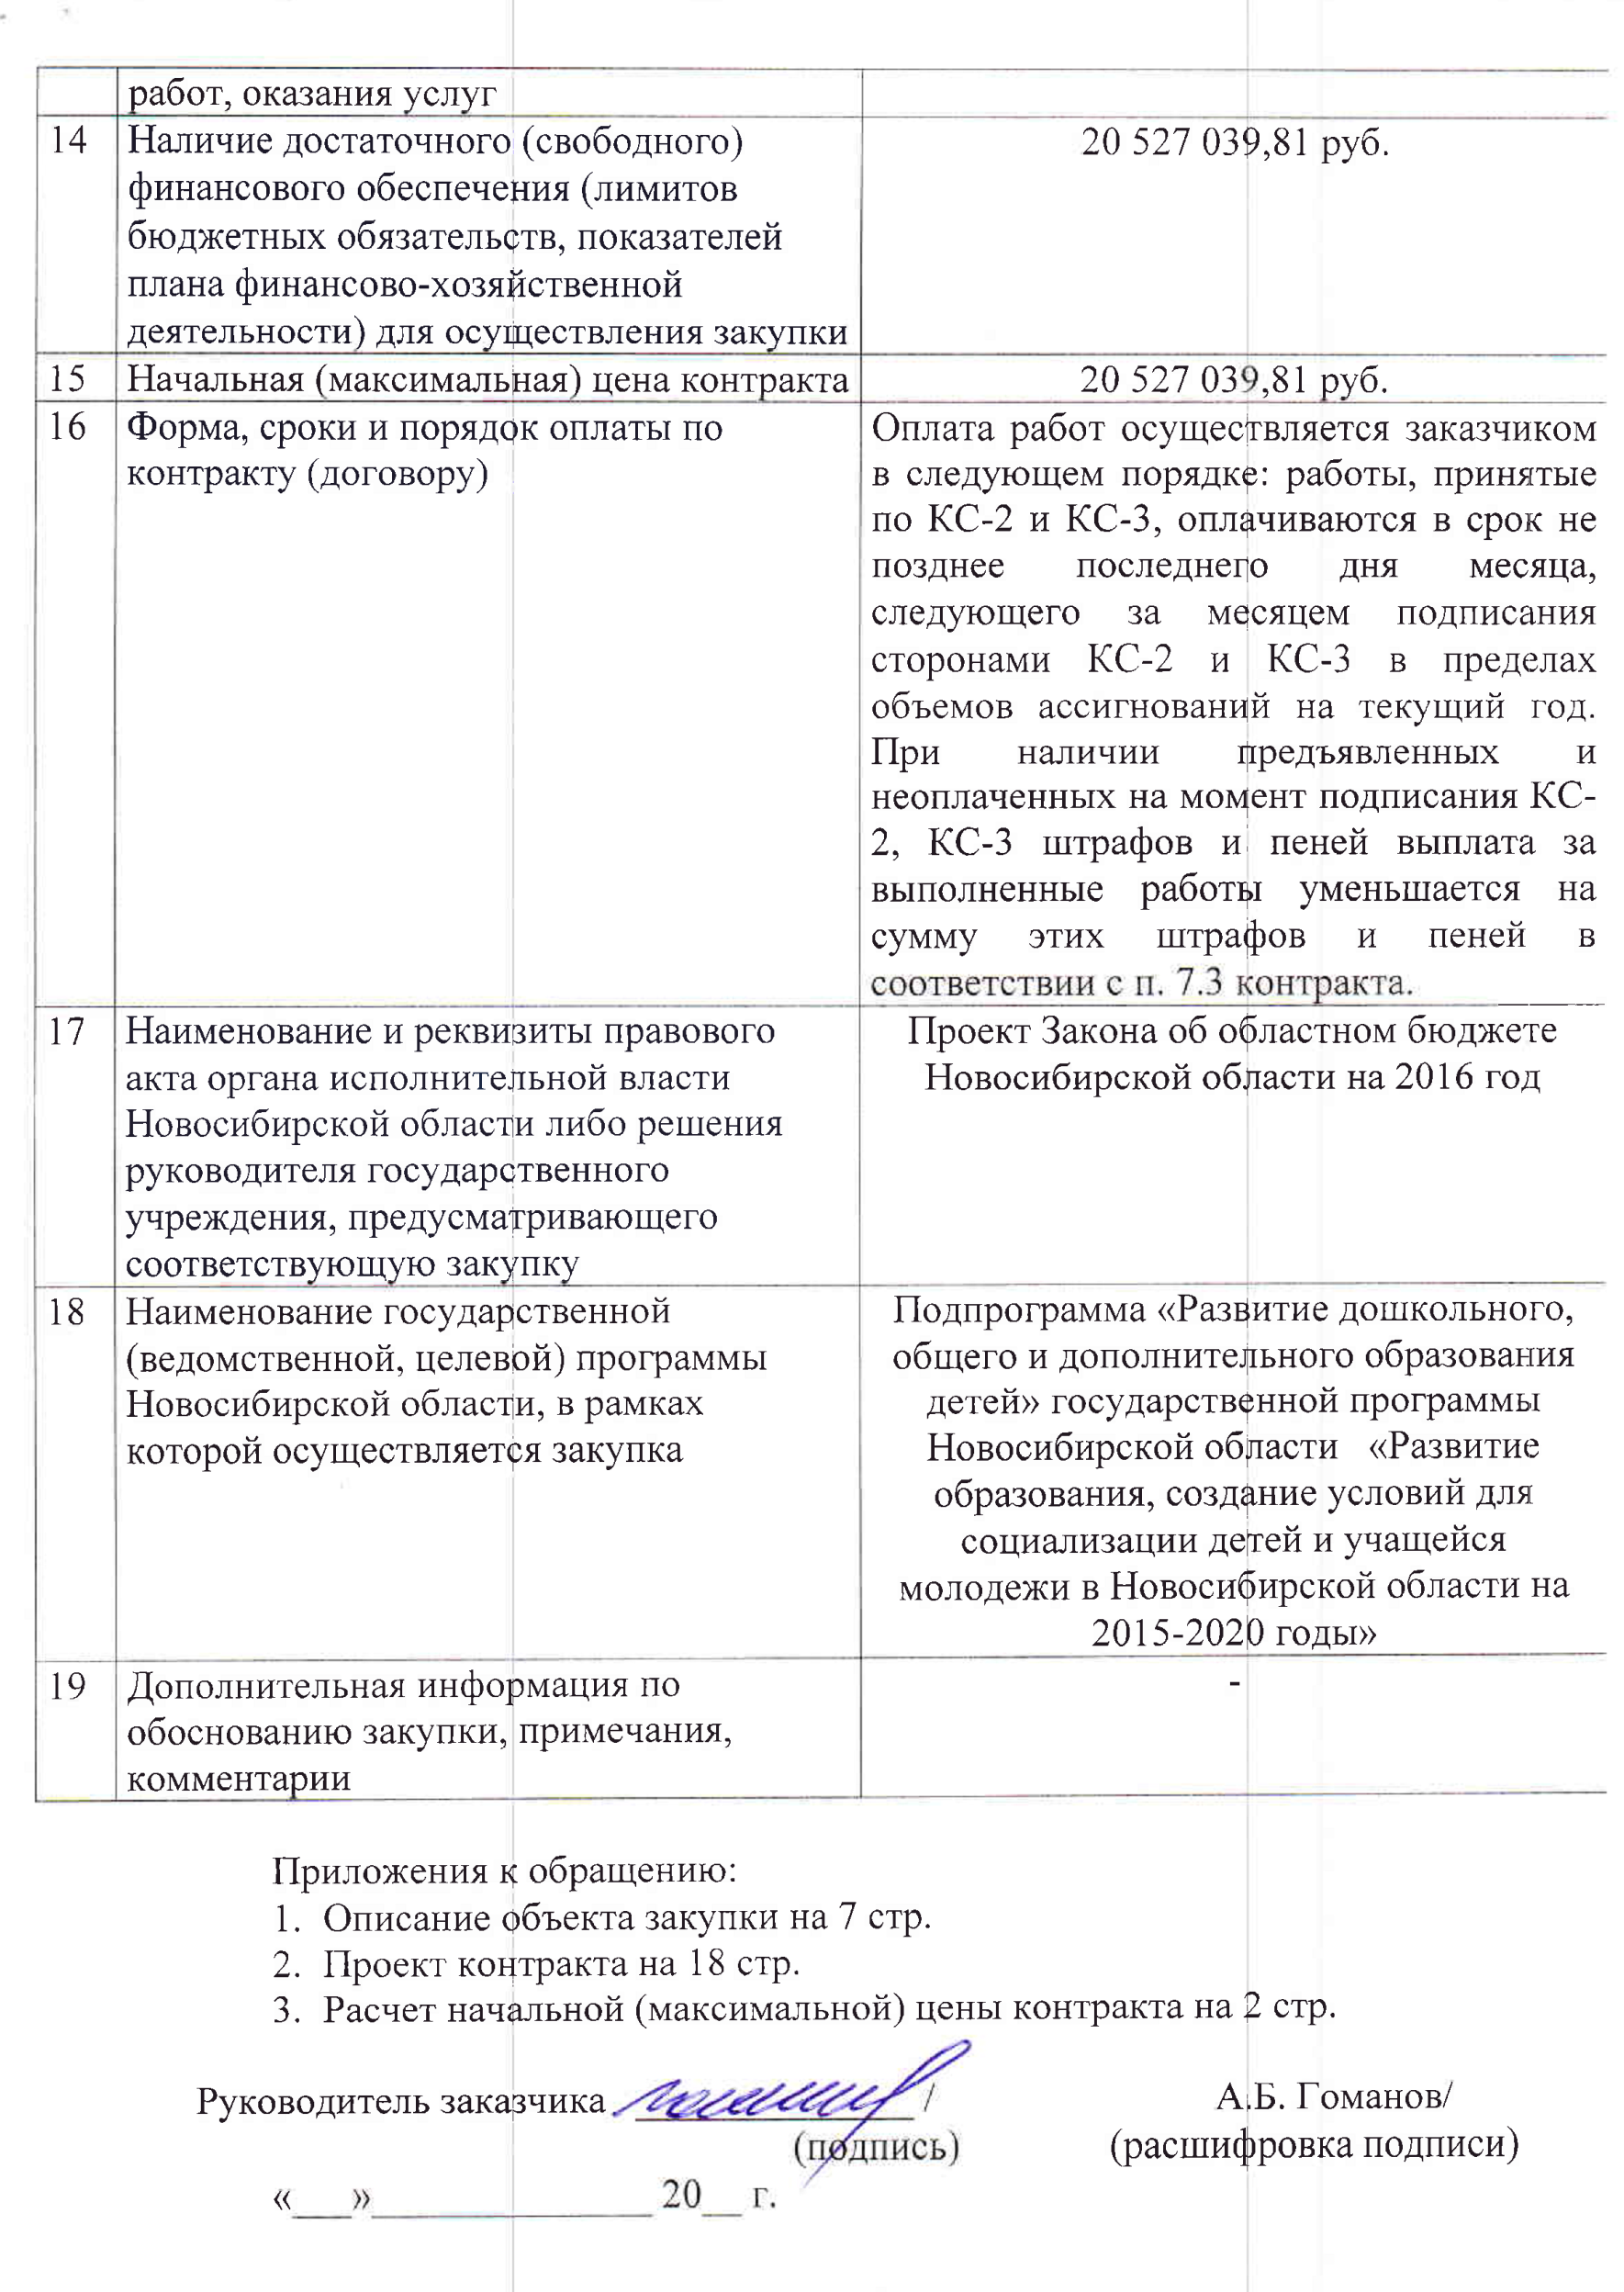 работ, оказания услуг
14 Наличие достаточного (свободного) 20 527 039,81 руб.
финансового обеспечения (лимитов
бюджетных обязательств, показателей
плана финансово-хозяйственной
деятельности) для осуществления закупки
15 Начальная (максимальная) цена контракта 20 527 039,81 руб.
16 Форма, сроки и порядок оплаты по
контракту (договору)
Оплата работ осуществляется заказчиком
в следующем порядке: работы, принятые
по КС-2 и КС-3, оплачиваются в срок не
позднее последнего дня месяца,
следующего за месяцем подписания
сторонами КС-2 и КС-3 в пределах
объемов ассигнований на текущий год.
При наличии предъявленных и
неоплаченных на момент подписания КС-
2, КС-3 штрафов и пеней выплата за
выполненные работы уменьшается на
сумму этих штрафов и пеней в
соответствии с п. 7.3 контракта.
17 Наименование и реквизиты правового
акта органа исполнительной власти
Новосибирской области либо решения
руководителя государственного
учреждения, предусматривающего
соответствующую закупку
Проект Закона об областном бюджете
Новосибирской области на 2016 год
18 Наименование государственной
(ведомственной, целевой) программы
Новосибирской области, в рамках
которой осуществляется закупка
Подпрограмма «Развитие дошкольного,
общего и дополнительного образования
детей» государственной программы
Новосибирской области «Развитие
образования, создание условий для
социализации детей и учащейся
молодежи в Новосибирской области на
2015-2020 годы»
19 Дополнительная информация по
обоснованию закупки, примечания,
комментарии
-
Приложения к обращению:
1. Описание объекта закупки на 7 стр.
2. Проект контракта на 18 стр.
3. Расчет начальной (максимальной) цены контракта на 2 стр.
Руководитель заказчика ______________/ А.Б. Гоманов/
(подпись) (расшифровка подписи)
«___»______________ 20__ г.